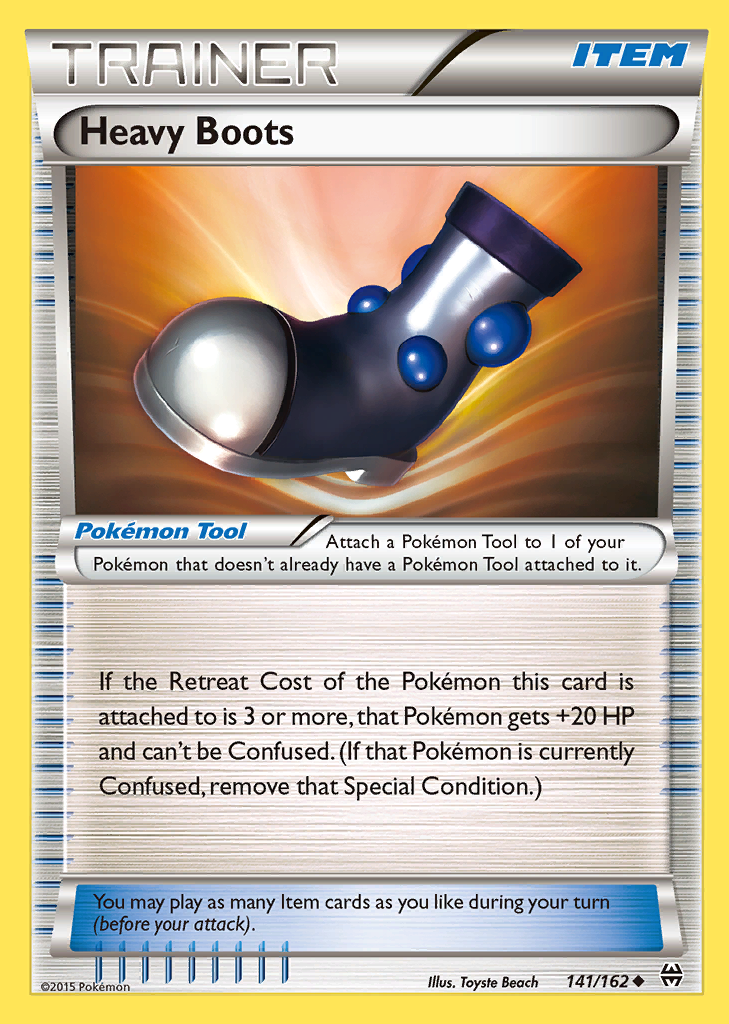 TRAINER
ITEM
Heavy Boots
Pokémon Tool
Attach a Pokémon Tool to 1 of your
Pokémon that doesn't already have a Pokémon Tool attached to it.
If the Retreat Cost of the Pokémon this card is
attached to is 3 or more, that Pokémon gets +20 HP
and can't be Confused. (If that Pokémon is currently
Confused, remove that Special Condition.)
You may play as many Item cards as you like during your turn
(before your attack).
©2015 Pokémon
Illus. Toyste Beach
141/162 ◆